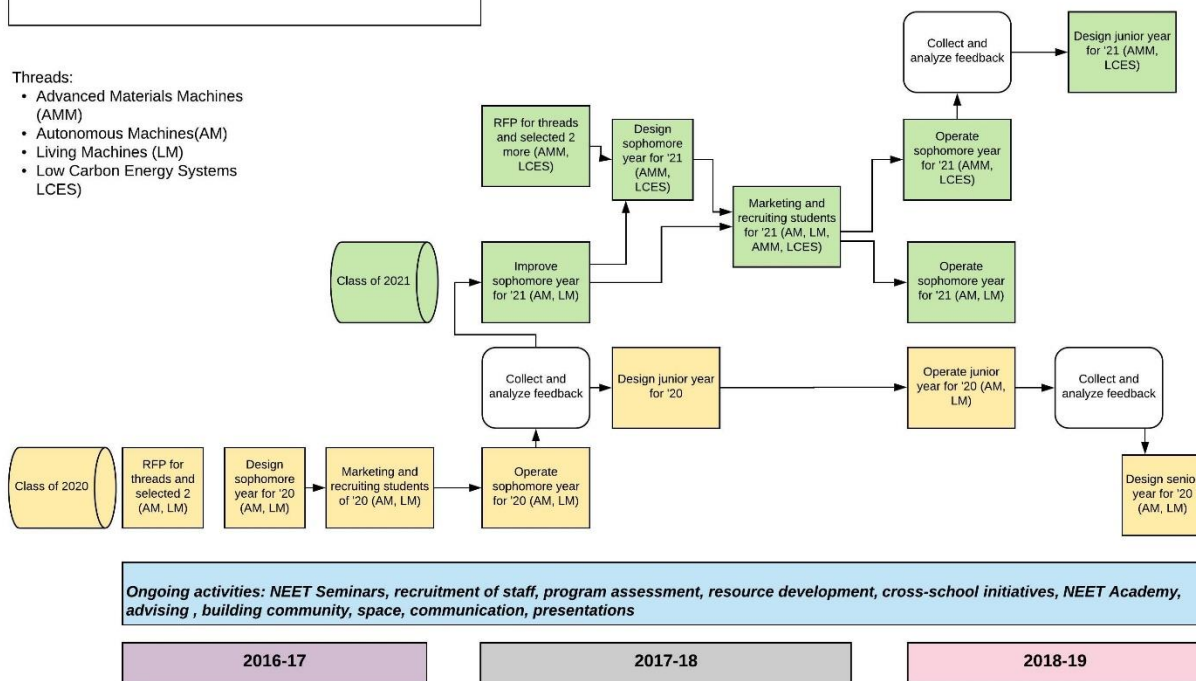 Threads:
• Advanced Materials Machines
(AMM)
• Autonomous Machines(AM)
• Living Machines (LM)
• Low Carbon Energy Systems
LCES)
Collect and
analyze feedback
Design junior year
for '21 (AMM,
LCES)
RFP for threads
and selected 2
more (AMM,
LCES)
Design
sophomore
year for '21
(AMM,
LCES)
Operate
sophomore year
for '21 (AMM,
LCES)
Marketing and
recruiting students
for '21 (AM, LM,
AMM, LCES)
Class of 2021
Improve
sophomore year
for '21 (AM, LM)
Operate
sophomore year
for '21 (AM, LM)
Collect and
analyze feedback
Design junior year
for '20
Operate junior
year for '20 (AM,
LM)
Collect and
analyze feedback
Class of 2020
RFP for
threads and
selected 2
(AM, LM)
Design
sophomore
year for '20
(AM, LM)
Marketing and
recruiting students
of '20 (AM, LM)
Operate
sophomore year
for '20 (AM, LM)
Design senio
year for '20
(AM, LM)
Ongoing activities: NEET Seminars, recruitment of staff, program assessment, resource development, cross-school initiatives, NEET Academy,
advising , building community, space, communication, presentations
2016-17
2017-18
2018-19